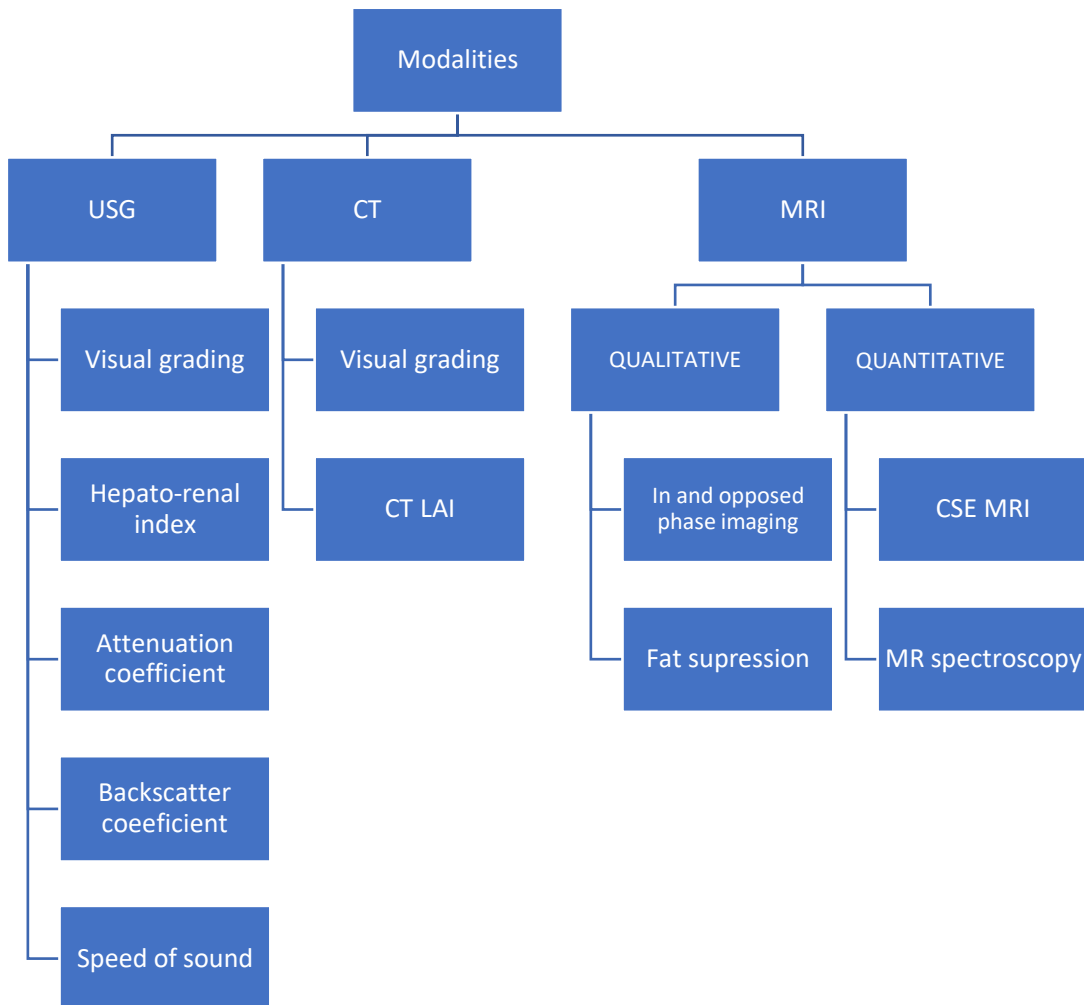 Modalities
USG
CT
MRI
Visual grading
Visual grading
QUALITATIVE
QUANTITATIVE
Hepato-renal
index
CT LAI
In and opposed
phase imaging
CSE MRI
Attenuation
coefficient
Fat supression
MR spectroscopy
Backscatter
coeeficient
Speed of sound